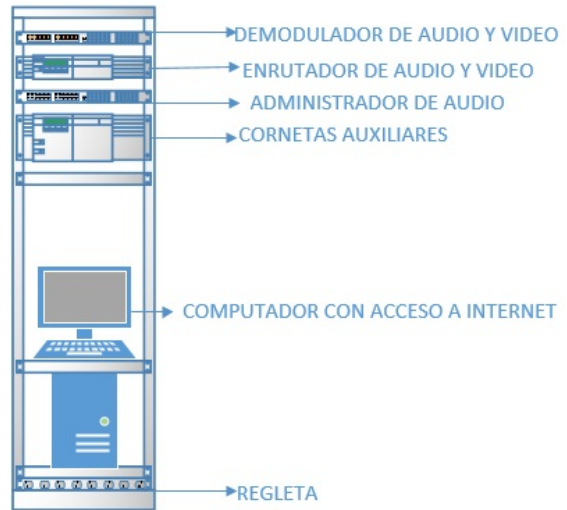 DEMODULADOR DE AUDIO Y VIDEO
ENRUTADOR DE AUDIO Y VIDEO
ADMINISTRADOR DE AUDIO
CORNETAS AUXILIARES
COMPUTADOR CON ACCESO A INTERNET
REGLETA